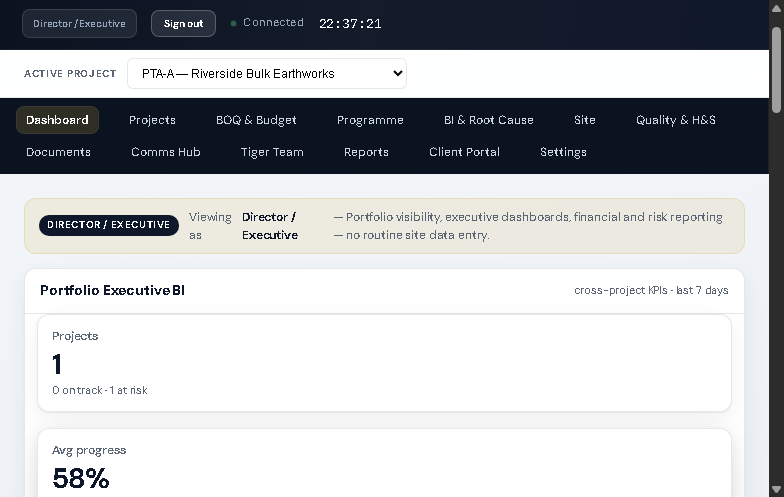 Director / Executive
Sign out
Connected
22:37:21
ACTIVE PROJECT
PTA-A — Riverside Bulk Earthworks
Dashboard
Projects
BOQ & Budget
Programme
BI & Root Cause
Site
Quality & H&S
Documents
Comms Hub
Tiger Team
Reports
Client Portal
Settings
DIRECTOR / EXECUTIVE
Viewing
as
Director /
Executive
— Portfolio visibility, executive dashboards, financial and risk reporting
— no routine site data entry.
Portfolio Executive BI
cross-project KPIs · last 7 days
Projects
1
0 on track · 1 at risk
Avg progress
58%